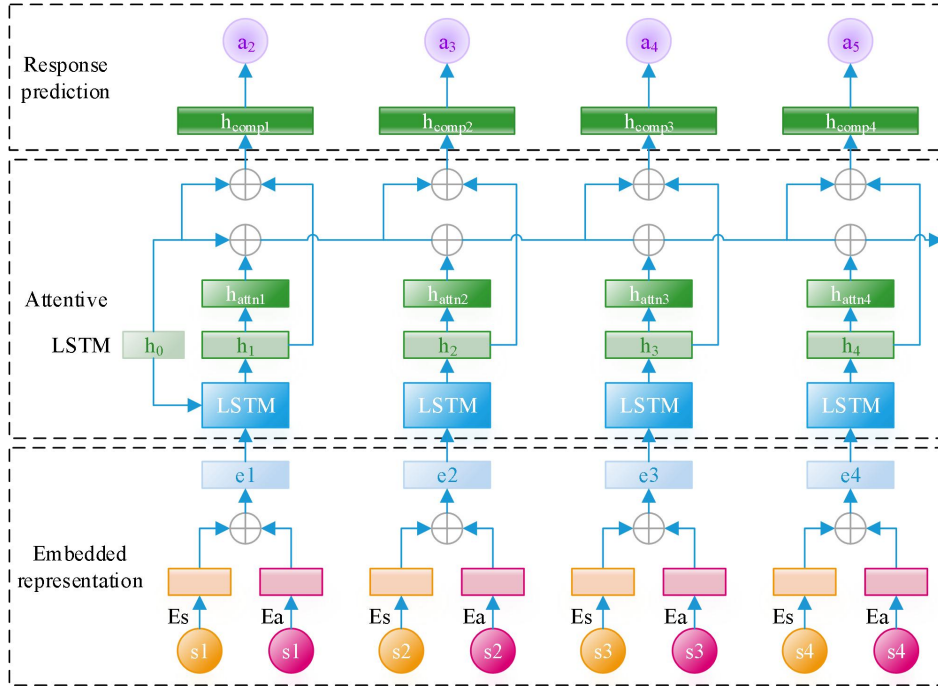 a2 a3 a4 a5
Response
prediction
hcomp1 hcomp2 hcomp3 hcomp4
hattn1 hattn2 hattn3 hattn4
Attentive
LSTM
h0 h1 h2 h3 h4
LSTM LSTM LSTM LSTM
e1 e2 e3 e4
Embedded
representation
Es Ea Es Ea Es Ea Es Ea
s1 s1 s2 s2 s3 s3 s4 s4